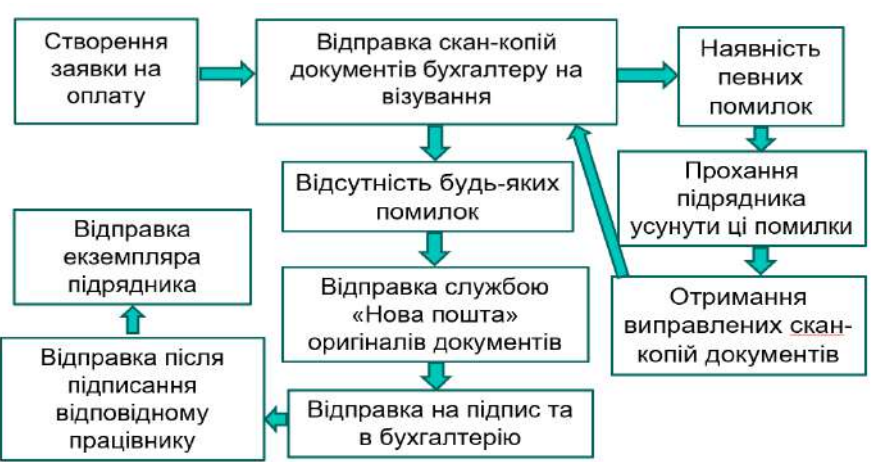 Створення
заявки на
оплату
Відправка скан-копій
документів бухгалтеру на
візування
Наявність
певних
помилок
Відсутність будь-яких
помилок
Прохання
підрядника
усунути ці помилки
Відправка
екземпляра
підрядника
Відправка службою
«Нова пошта»
оригіналів документів
Отримання
виправлених скан-
копій документів
Відправка після
підписання
відповідному
працівнику
Відправка на підпис та
в бухгалтерію